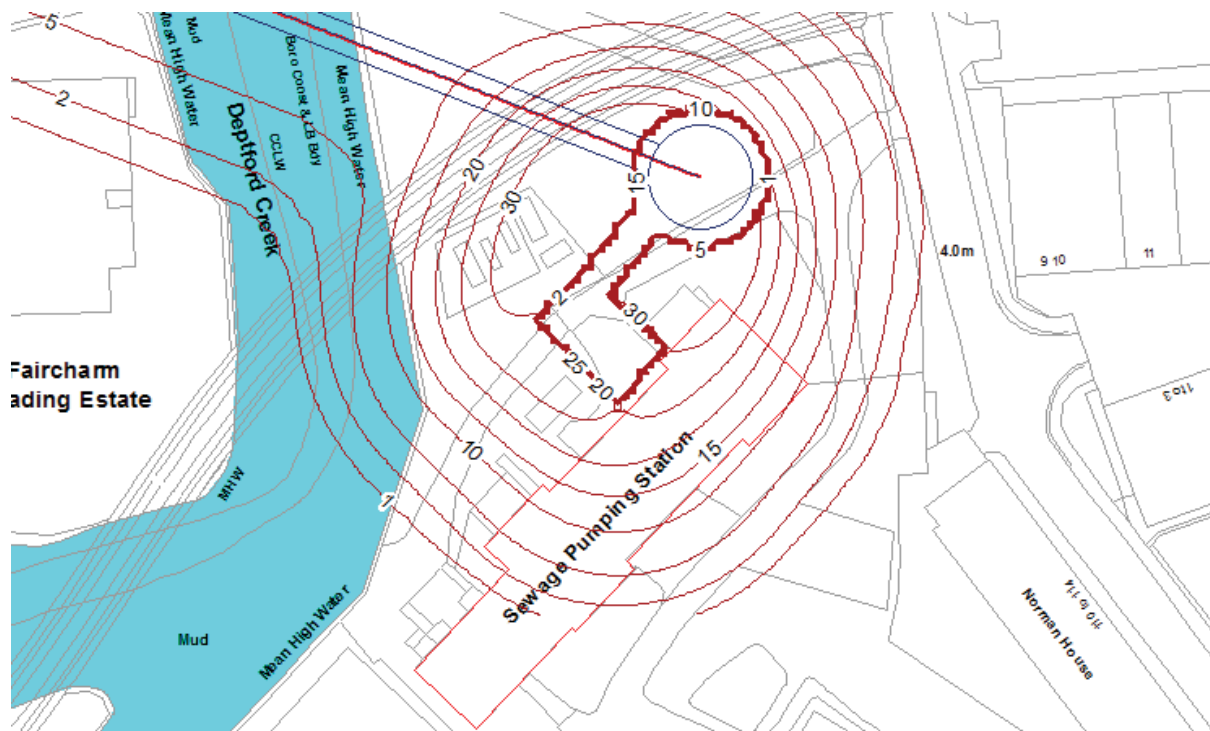 5
2
Mud
Mean High Water
Boro Const & LB Bdy
Mean High Water
CCLW
Deptford Creek
10
20
15
1
30
5
4.0m
9 10
11
2
30
25
20
Faircharm
ading Estate
1 to 3
10
15
1
MHW
Sewage Pumping Station
Mud
Mean High Water
110 to 114
Norman House